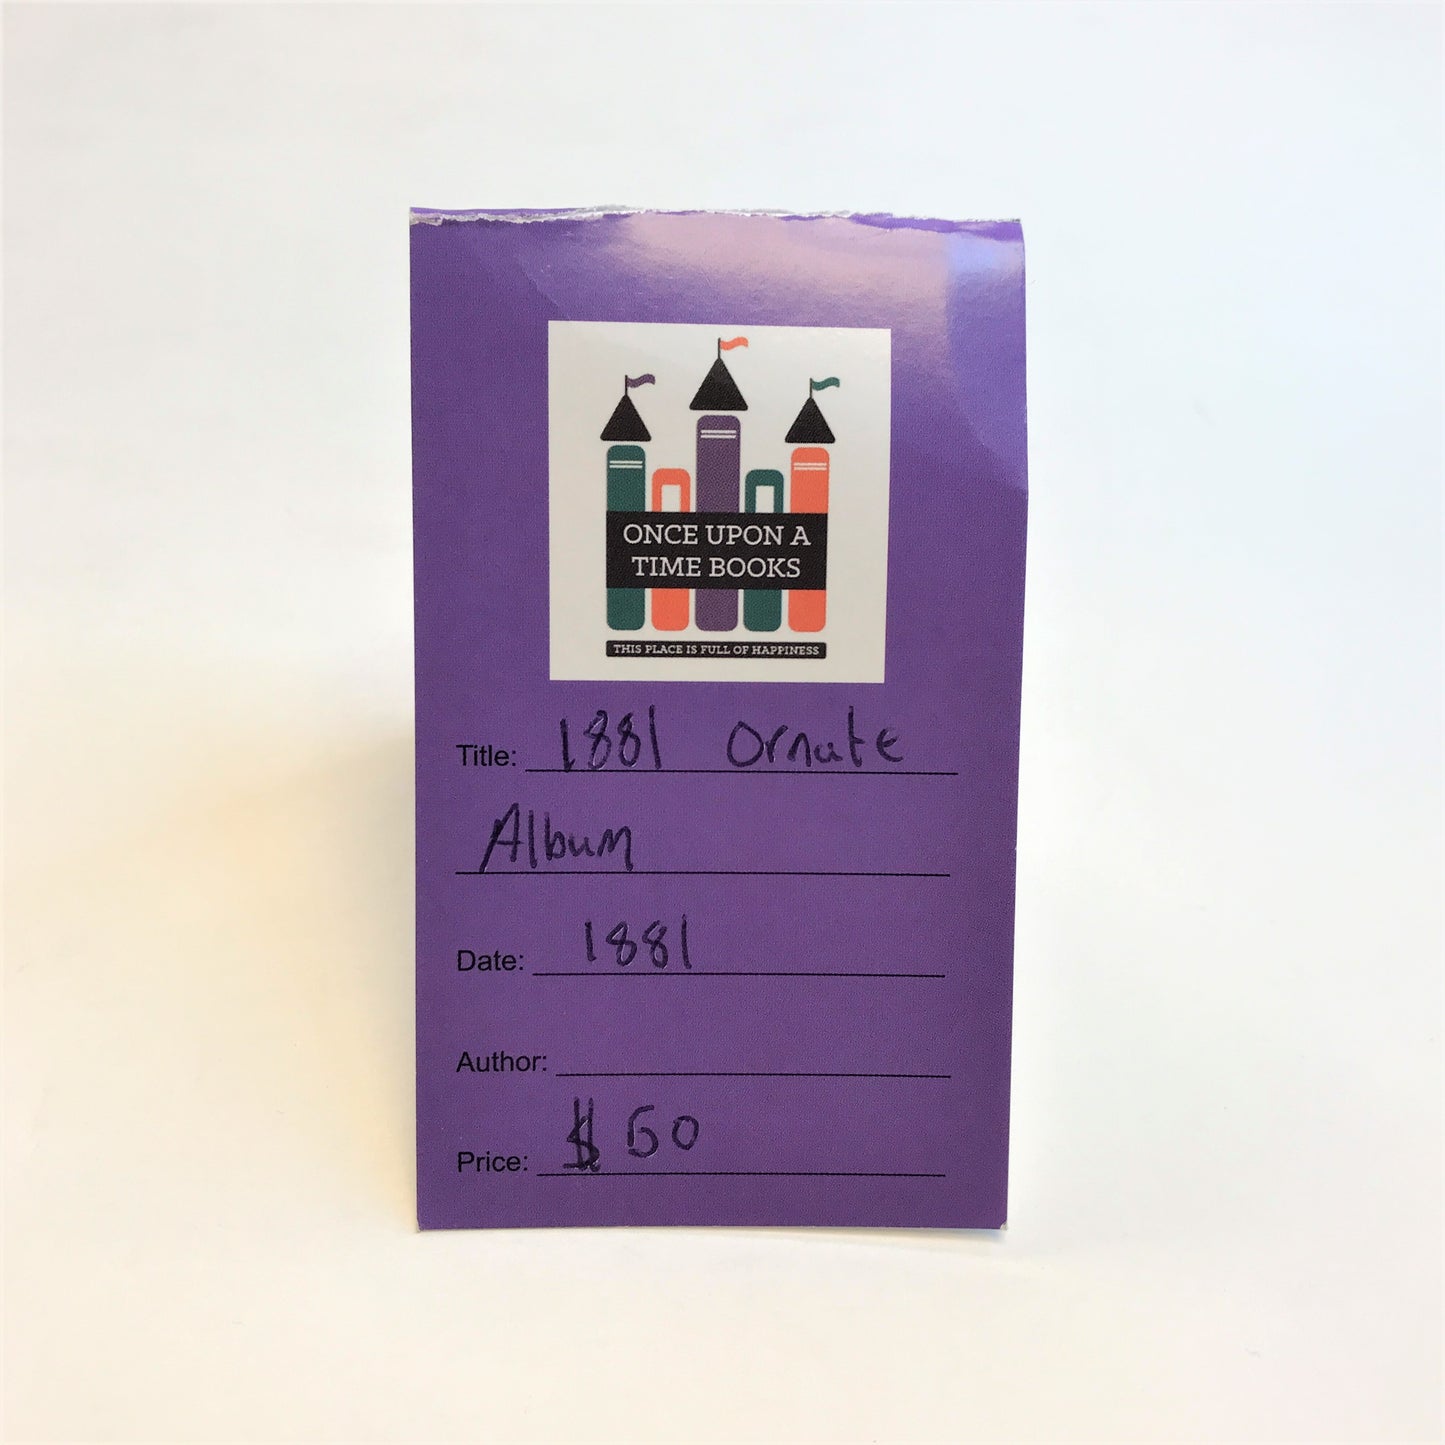 ONCE UPON A
TIME BOOKS
THIS PLACE IS FULL OF HAPPINESS
Title: 1881 Ornate
Album
Date: 1881
Author:
Price: $50